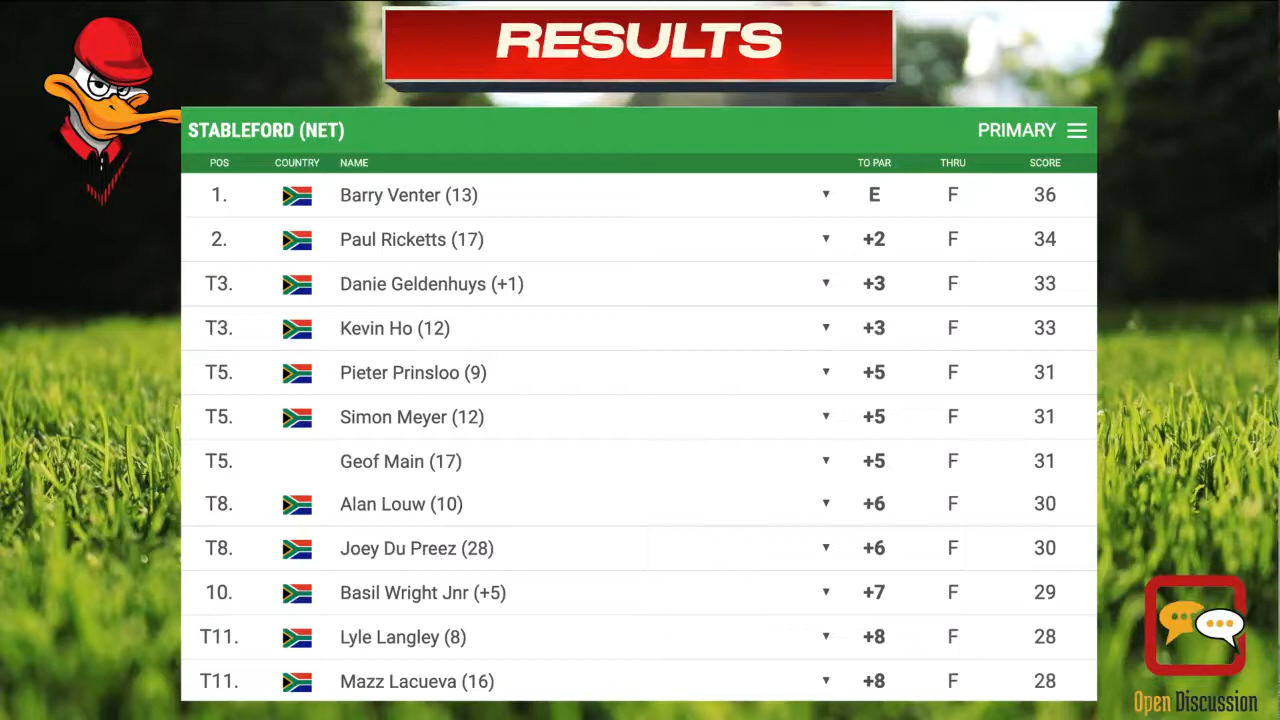 RESULTS
STABLEFORD (NET) PRIMARY
POS COUNTRY NAME TO PAR THRU SCORE
1. Barry Venter (13) E F 36
2. Paul Ricketts (17) +2 F 34
T3. Danie Geldenhuys (+1) +3 F 33
T3. Kevin Ho (12) +3 F 33
T5. Pieter Prinsloo (9) +5 F 31
T5. Simon Meyer (12) +5 F 31
T5. Geof Main (17) +5 F 31
T8. Alan Louw (10) +6 F 30
T8. Joey Du Preez (28) +6 F 30
10. Basil Wright Jnr (+5) +7 F 29
T11. Lyle Langley (8) +8 F 28
T11. Mazz Lacueva (16) +8 F 28
Open Discussion